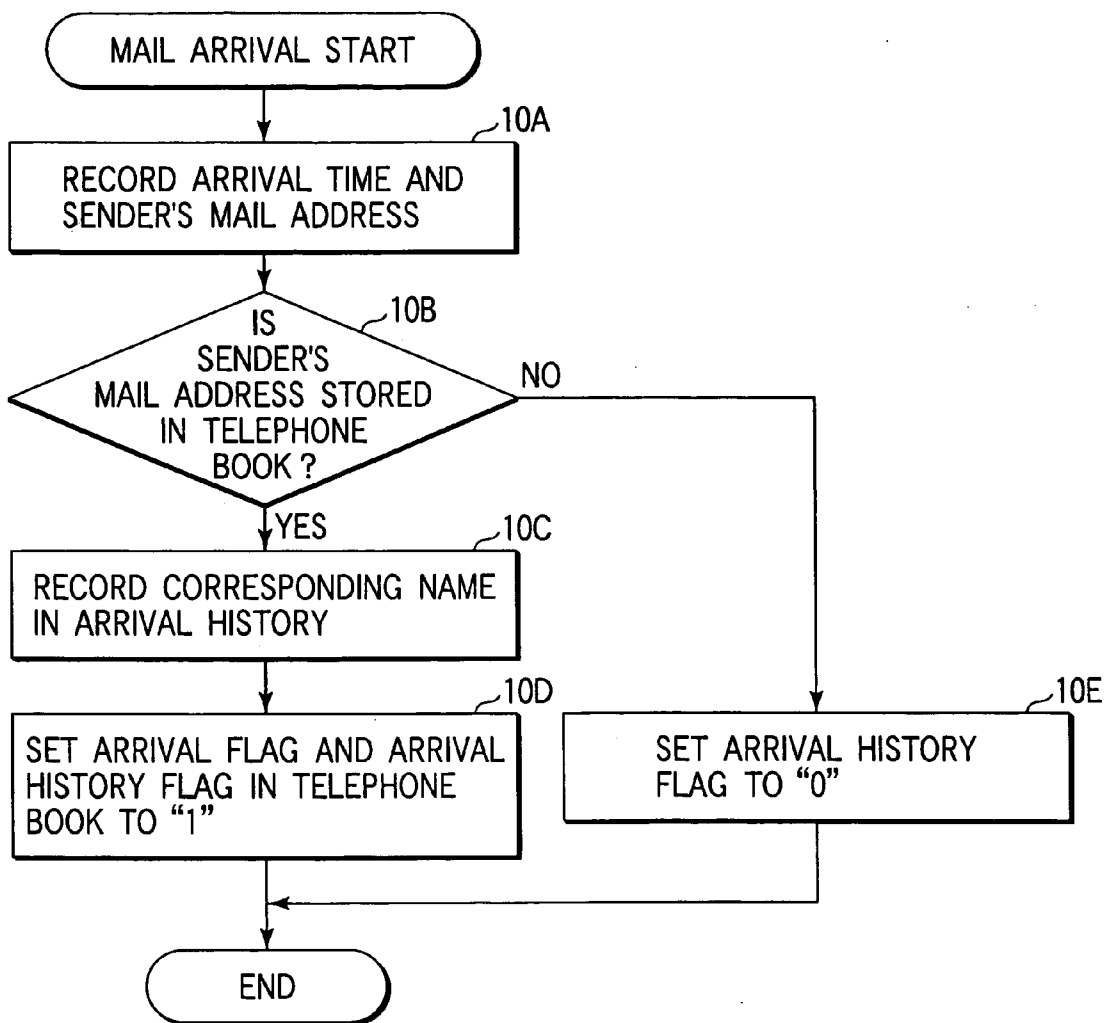 MAIL ARRIVAL START
10A
RECORD ARRIVAL TIME AND
SENDER'S MAIL ADDRESS
10B
IS
SENDER'S
MAIL ADDRESS STORED
IN TELEPHONE
BOOK ?
NO
YES
10C
RECORD CORRESPONDING NAME
IN ARRIVAL HISTORY
10D
SET ARRIVAL FLAG AND ARRIVAL
HISTORY FLAG IN TELEPHONE
BOOK TO “1”
10E
SET ARRIVAL HISTORY
FLAG TO “0”
END